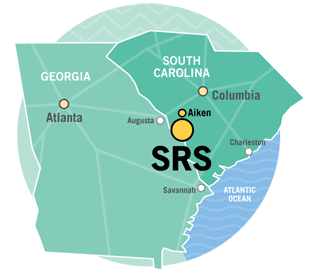 SOUTH
CAROLINA
GEORGIA
Columbia
Atlanta
Aiken
Augusta
SRS
Charleston
Savannah
ATLANTIC
OCEAN